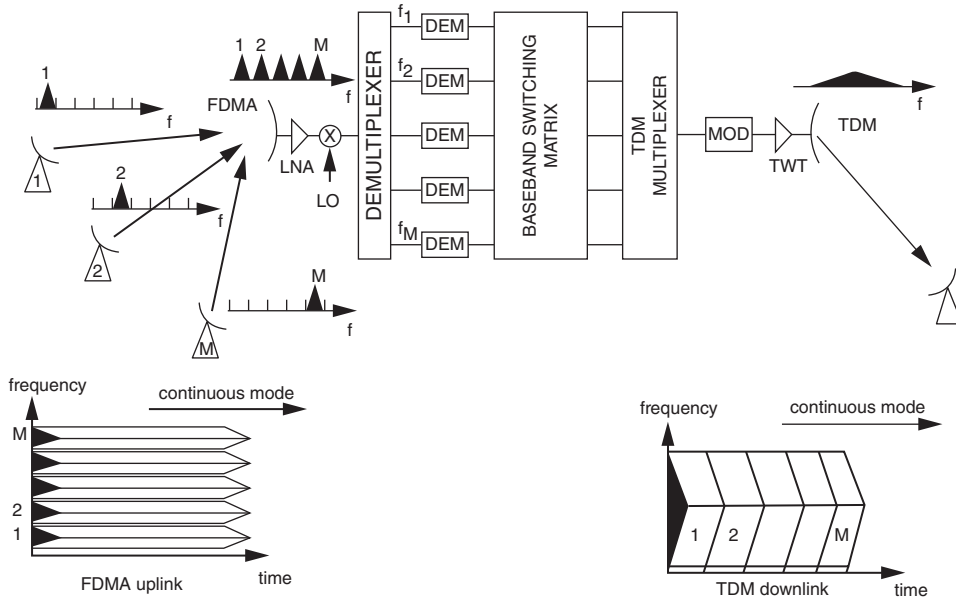 f1
DEM
1 2 M
f
FDMA
1
f
1
LNA
X
LO
DEMULTIPLEXER
f2
DEM
DEM
DEM
fM
DEM
BASEBAND SWITCHING
MATRIX
TDM
MULTIPLEXER
MOD
TWT
f
TDM
2
f
2
M
f
M
frequency
continuous mode
M
2
1
time
FDMA uplink
frequency
continuous mode
1 2 M
time
TDM downlink